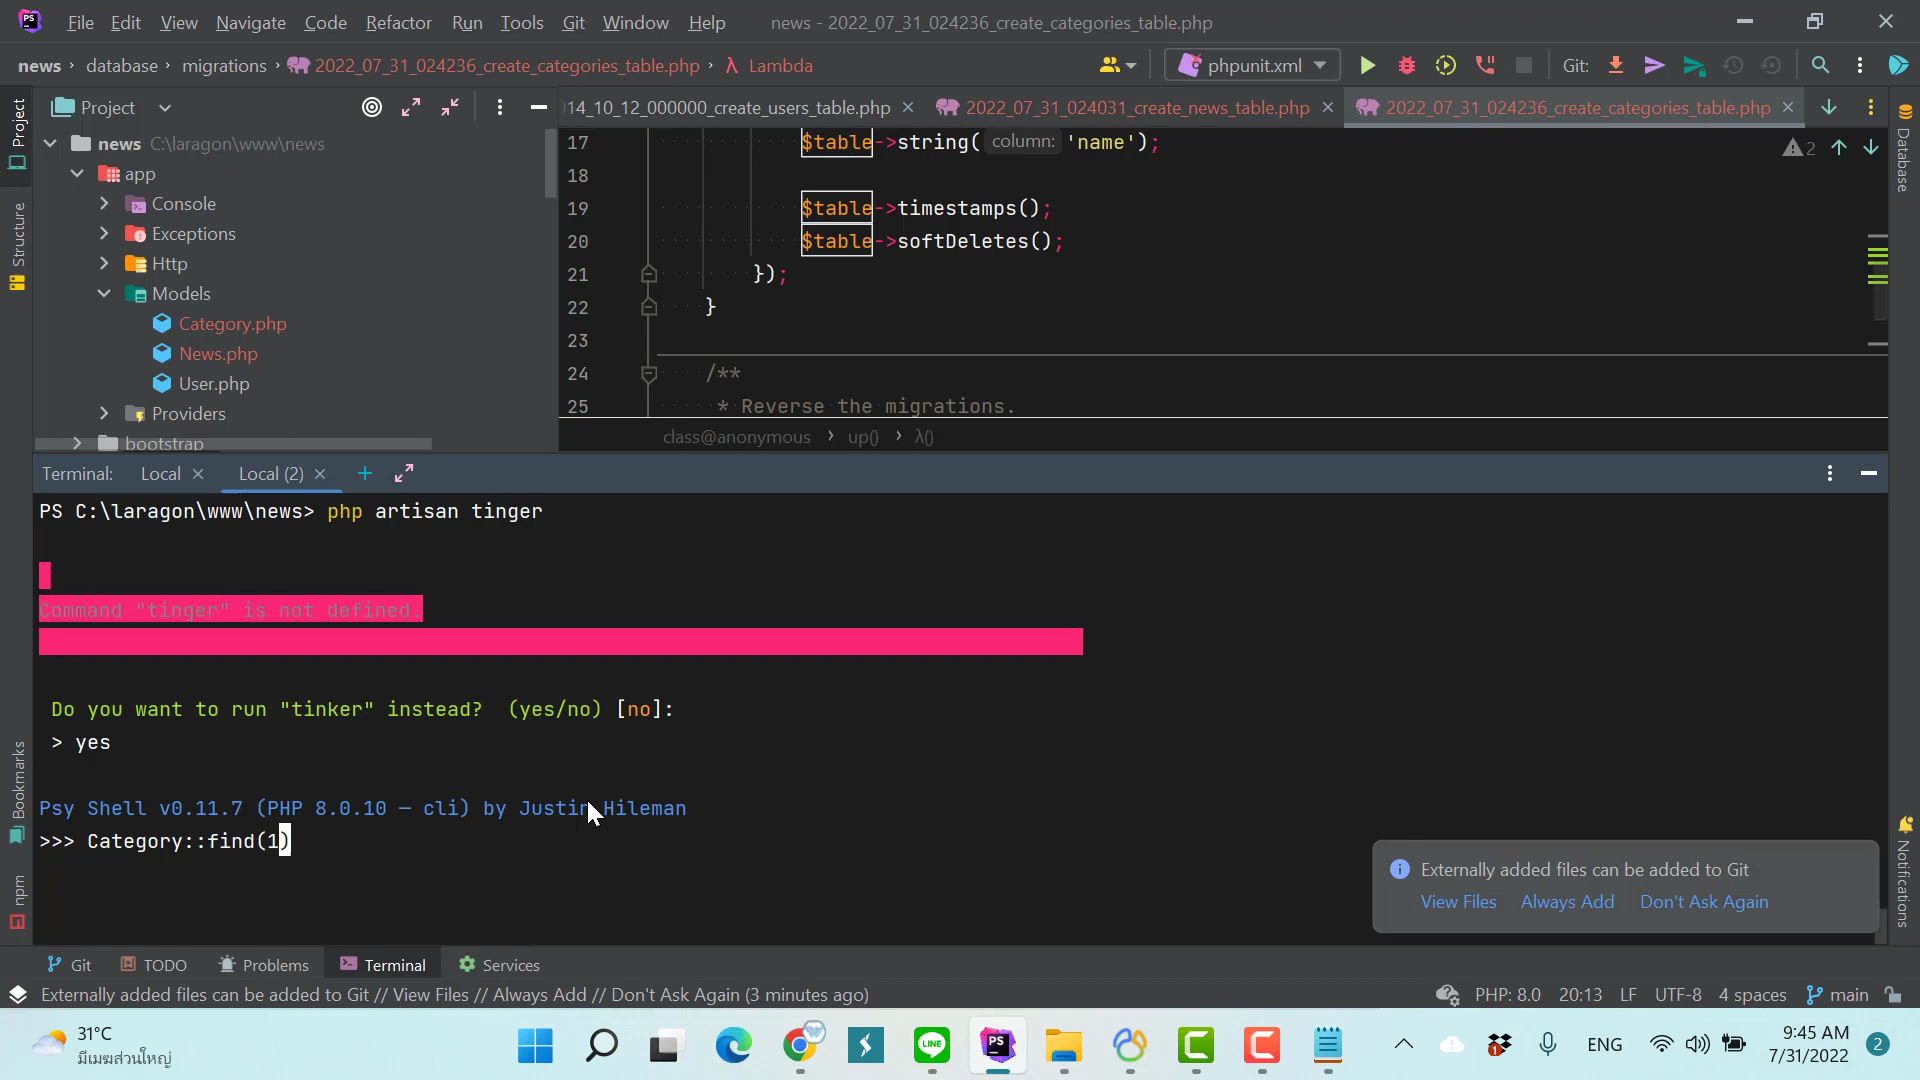 File Edit View Navigate Code Refactor Run Tools Git Window Help news - 2022_07_31_024236_create_categories_table.php
news › database › migrations › 2022_07_31_024236_create_categories_table.php › λ Lambda
phpunit.xml
Git:
Project
14_10_12_000000_create_users_table.php
2022_07_31_024031_create_news_table.php
2022_07_31_024236_create_categories_table.php
Project
Structure
Bookmarks
npm
Database
Notifications
news C:\laragon\www\news
app
Console
Exceptions
Http
Models
Category.php
News.php
User.php
Providers
bootstrap
17 $table->string( column: 'name');
18
19 $table->timestamps();
20 $table->softDeletes();
21 });
22 }
23
24 /**
25 * Reverse the migrations.
2
class@anonymous › up() › λ()
Terminal: Local Local (2)
PS C:\laragon\www\news> php artisan tinger
Command "tinger" is not defined.
Do you want to run "tinker" instead? (yes/no) [no]:
> yes
Psy Shell v0.11.7 (PHP 8.0.10 — cli) by Justin Hileman
>>> Category::find(1)
Externally added files can be added to Git
View Files Always Add Don't Ask Again
Git TODO Problems Terminal Services
Externally added files can be added to Git // View Files // Always Add // Don't Ask Again (3 minutes ago)
PHP: 8.0 20:13 LF UTF-8 4 spaces main
31°C
มีเมฆส่วนใหญ่
LINE
PS
1
ENG
9:45 AM
7/31/2022
2